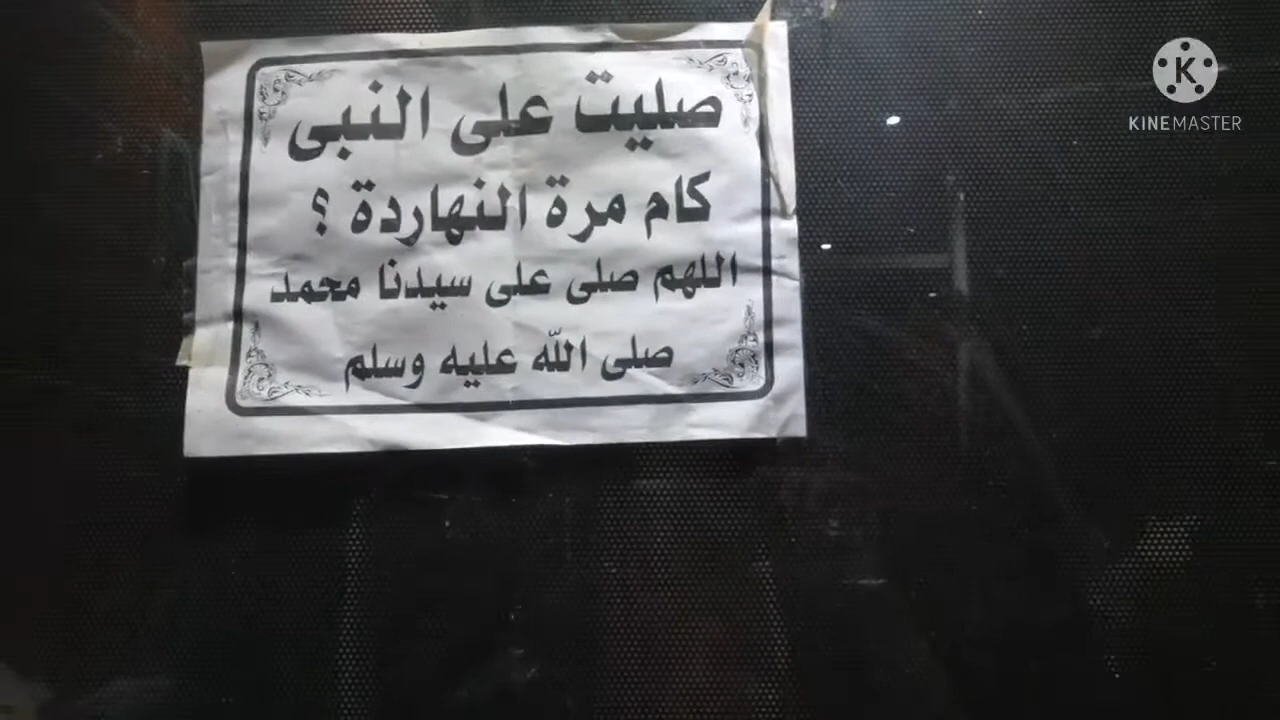 صليت على النبى
كام مرة النهاردة ؟
اللهم صلى على سيدنا محمد
صلى الله عليه وسلم
K
KINEMASTER